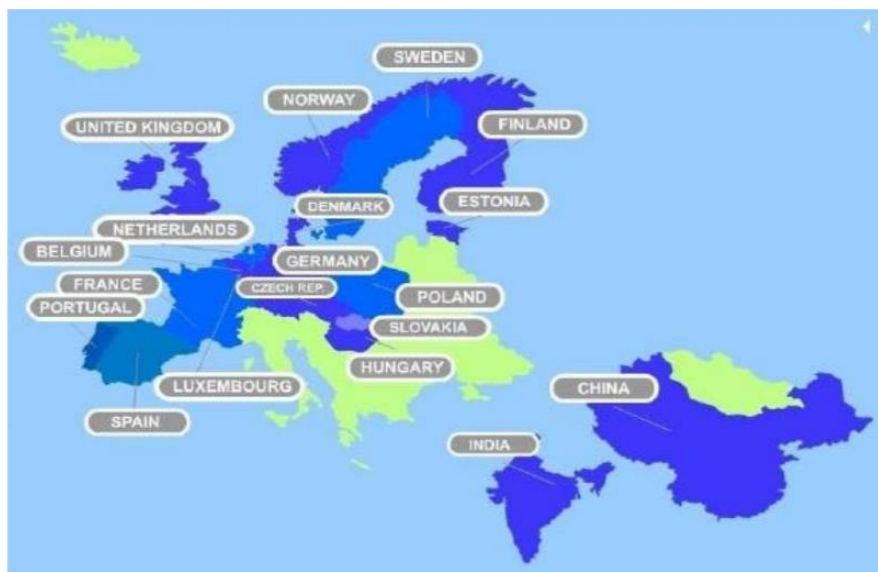 SWEDEN
NORWAY
UNITED KINGDOM
FINLAND
DENMARK
ESTONIA
NETHERLANDS
BELGIUM
GERMANY
FRANCE
CZECH REP.
POLAND
PORTUGAL
SLOVAKIA
HUNGARY
LUXEMBOURG
CHINA
SPAIN
INDIA